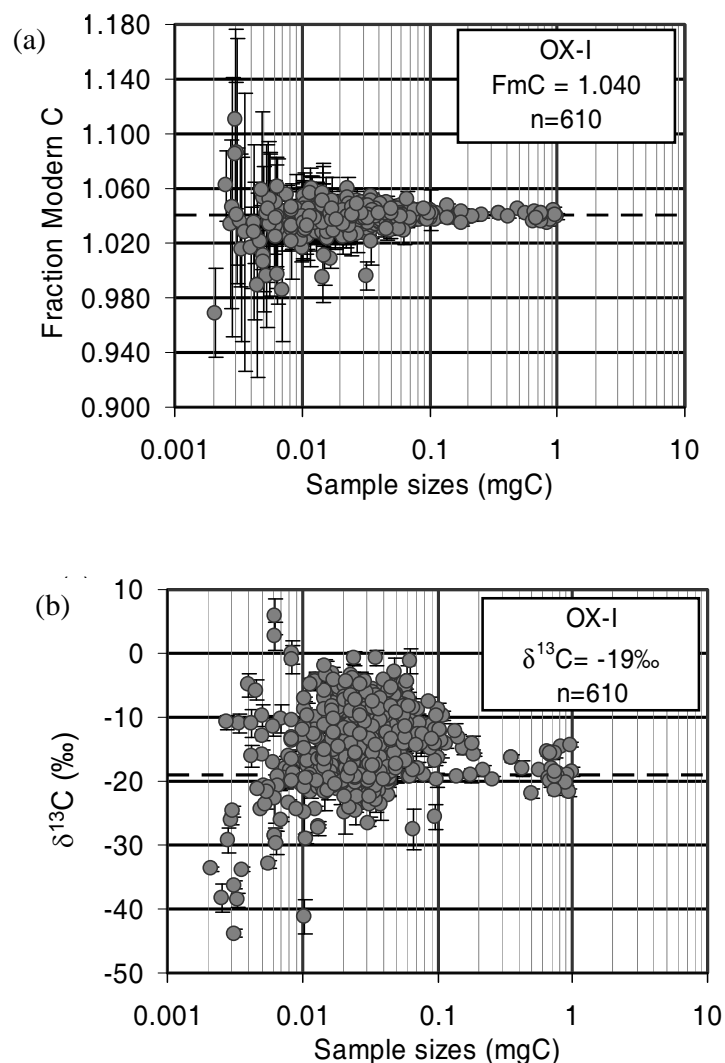 (a)
1.180
1.140
1.100
1.060
1.020
0.980
0.940
0.900
Fraction Modern C
OX-I
FmC = 1.040
n=610
0.001 0.01 0.1 1 10
Sample sizes (mgC)
(b)
10
0
-10
-20
-30
-40
-50
δ¹³C (‰)
OX-I
δ¹³C= -19‰
n=610
0.001 0.01 0.1 1 10
Sample sizes (mgC)